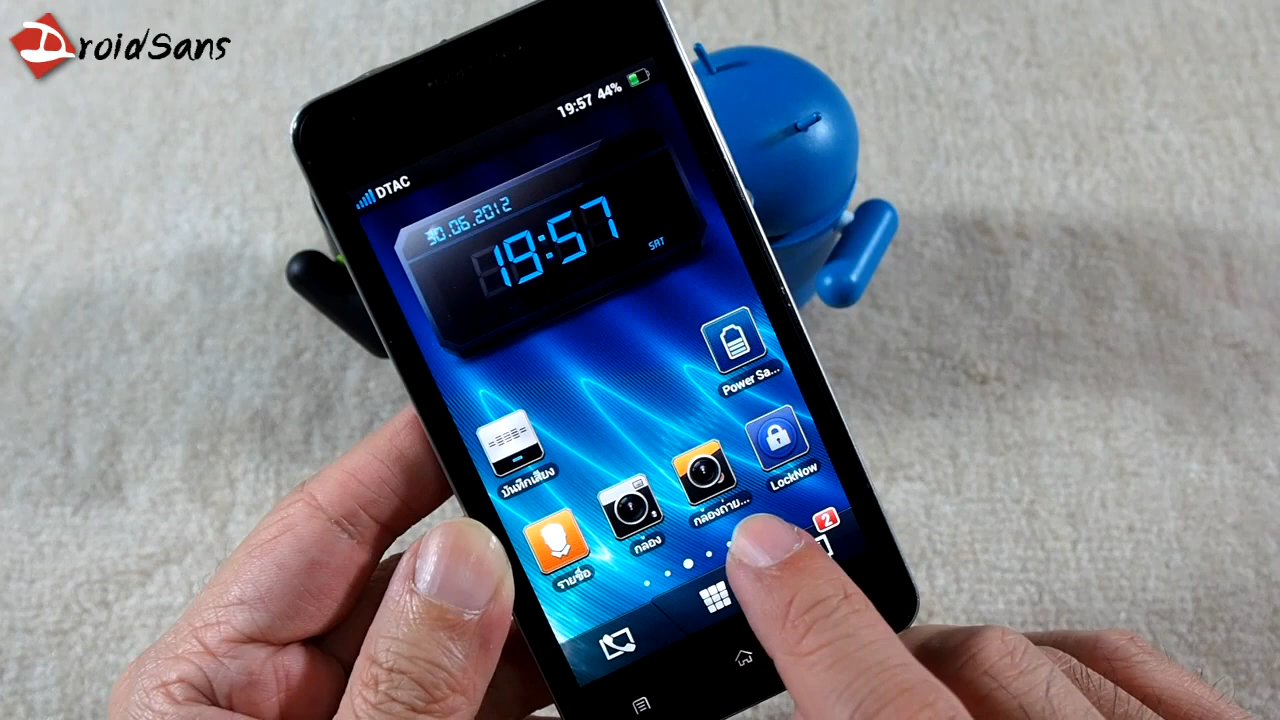 DroidSans
19:57 44%
DTAC
30.06.2012
19:57
SAT
Power Sa...
บันทึกเสียง
กล้องถ่าย...
LockNow
รายชื่อ
กล้อง
2